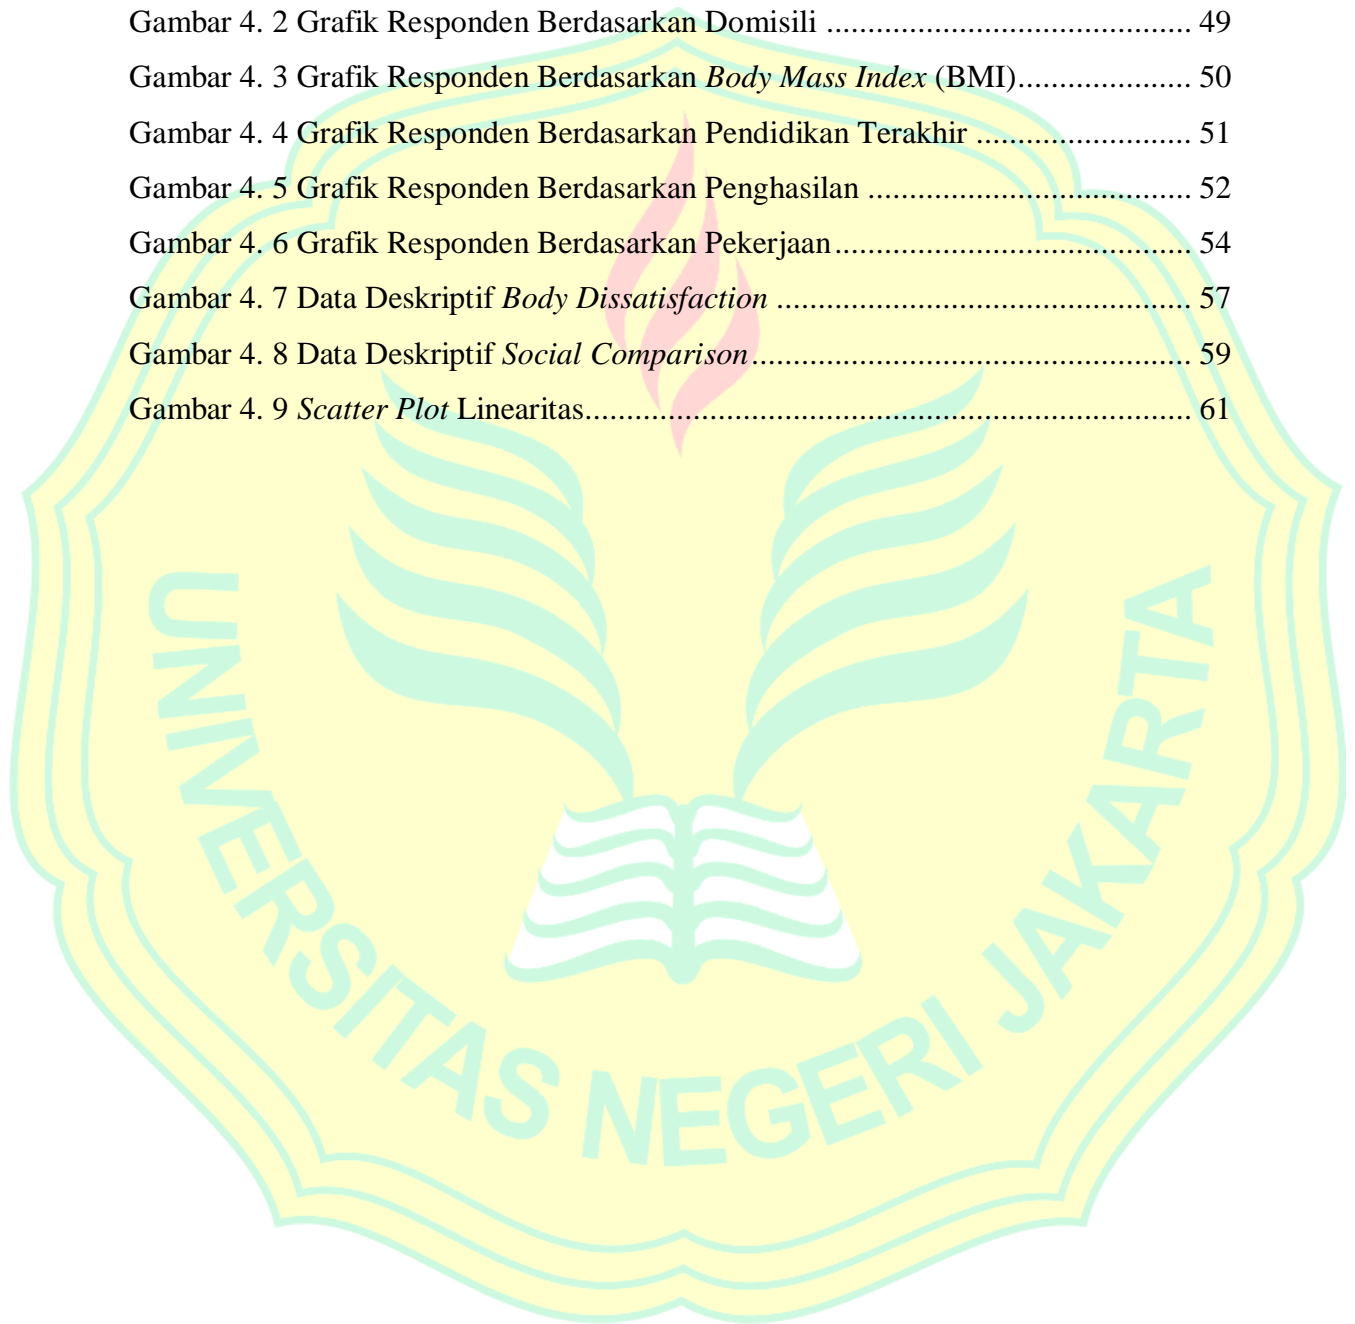 Gambar 4. 2 Grafik Responden Berdasarkan Domisili ............................................ 49
Gambar 4. 3 Grafik Responden Berdasarkan Body Mass Index (BMI)..................... 50
Gambar 4. 4 Grafik Responden Berdasarkan Pendidikan Terakhir .......................... 51
Gambar 4. 5 Grafik Responden Berdasarkan Penghasilan ....................................... 52
Gambar 4. 6 Grafik Responden Berdasarkan Pekerjaan........................................... 54
Gambar 4. 7 Data Deskriptif Body Dissatisfaction .................................................. 57
Gambar 4. 8 Data Deskriptif Social Comparison..................................................... 59
Gambar 4. 9 Scatter Plot Linearitas......................................................................... 61
UNIVERSITAS NEGERI JAKARTA